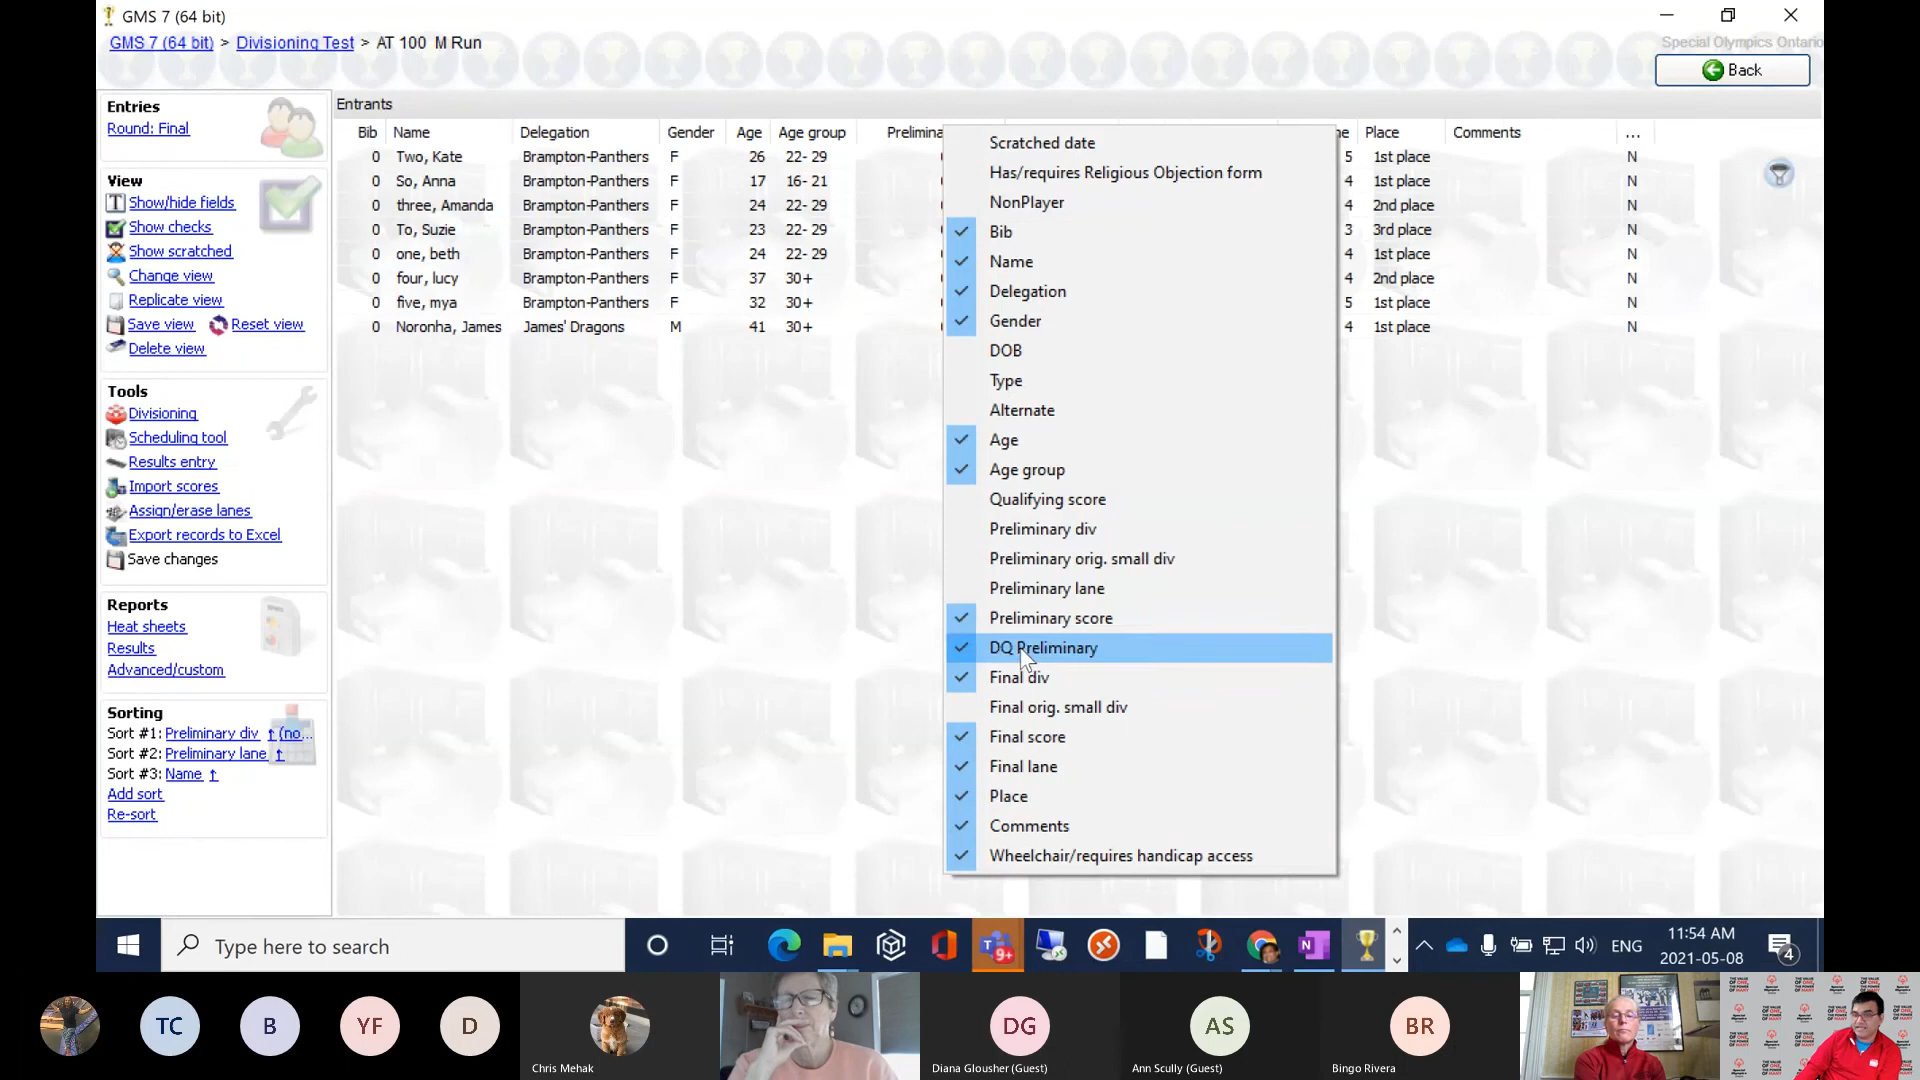 GMS 7 (64 bit)
GMS 7 (64 bit) > Divisioning Test > AT 100 M Run
Special Olympics Ontario
Back
Entries
Round: Final
View
Show/hide fields
Show checks
Show scratched
Change view
Replicate view
Save view Reset view
Delete view
Tools
Divisioning
Scheduling tool
Results entry
Import scores
Assign/erase lanes
Export records to Excel
Save changes
Reports
Heat sheets
Results
Advanced/custom
Sorting
Sort #1: Preliminary div ↑ (no...
Sort #2: Preliminary lane ↑
Sort #3: Name ↑
Add sort
Re-sort
Entrants
Bib Name Delegation Gender Age Age group Prelimina Place Comments ...
0 Two, Kate Brampton-Panthers F 26 22- 29 5 1st place N
0 So, Anna Brampton-Panthers F 17 16- 21 4 1st place N
0 three, Amanda Brampton-Panthers F 24 22- 29 4 2nd place N
0 To, Suzie Brampton-Panthers F 23 22- 29 3 3rd place N
0 one, beth Brampton-Panthers F 24 22- 29 4 1st place N
0 four, lucy Brampton-Panthers F 37 30+ 4 2nd place N
0 five, mya Brampton-Panthers F 32 30+ 5 1st place N
0 Noronha, James James' Dragons M 41 30+ 4 1st place N
Scratched date
Has/requires Religious Objection form
NonPlayer
Bib
Name
Delegation
Gender
DOB
Type
Alternate
Age
Age group
Qualifying score
Preliminary div
Preliminary orig. small div
Preliminary lane
Preliminary score
DQ Preliminary
Final div
Final orig. small div
Final score
Final lane
Place
Comments
Wheelchair/requires handicap access
Type here to search
9+
ENG
11:54 AM
2021-05-08
4
TC
B
YF
D
Chris Mehak
DG
Diana Glousher (Guest)
AS
Ann Scully (Guest)
BR
Bingo Rivera